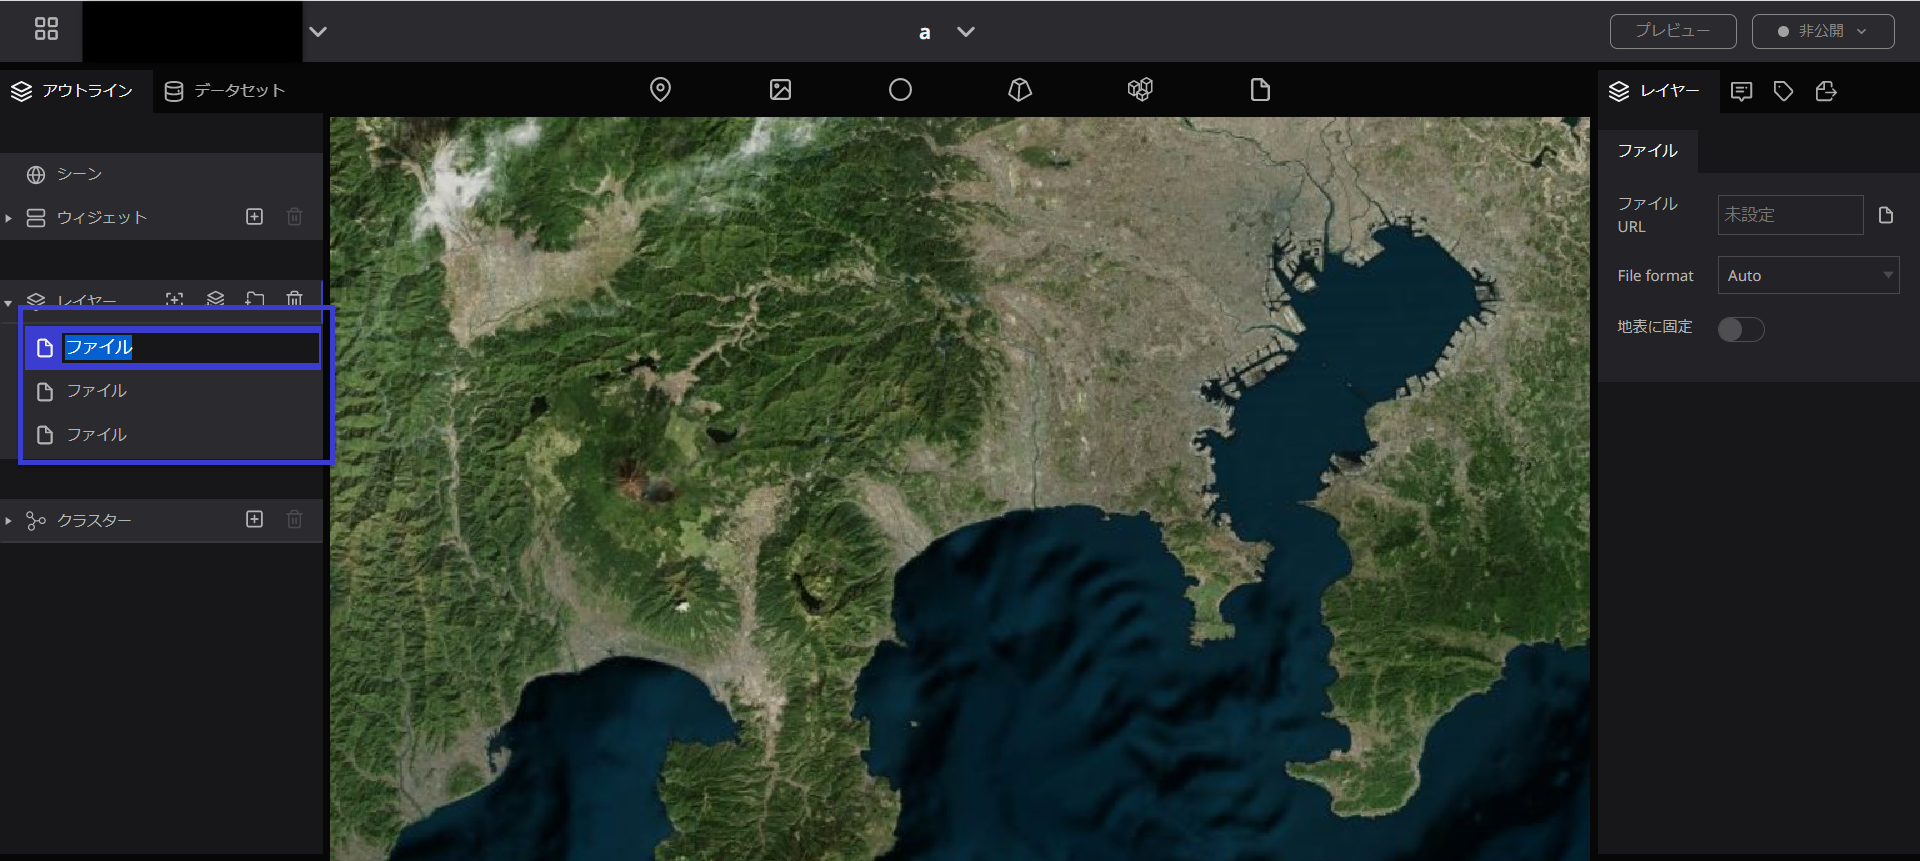 a
プレビュー
非公開
アウトライン
データセット
レイヤー
シーン
ウィジェット
レイヤー
ファイル
ファイル
ファイル
クラスター
ファイル
ファイル
URL
未設定
File format
Auto
地表に固定